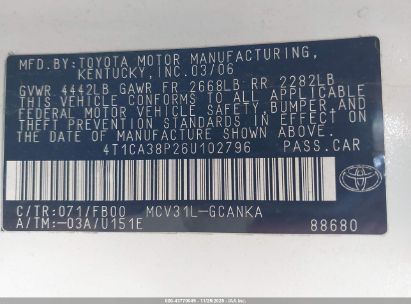 MFD.BY:TOYOTA MOTOR MANUFACTURING,
KENTUCKY,INC.03/06
GVWR 4442LB GAWR FR 2668LB RR 2282LB
THIS VEHICLE CONFORMS TO ALL APPLICABLE
FEDERAL MOTOR VEHICLE SAFETY, BUMPER, AND
THEFT PREVENTION STANDARDS IN EFFECT ON
THE DATE OF MANUFACTURE SHOWN ABOVE.
4T1CA38P26U102796 PASS.CAR
C/TR:071/FB00 MCV31L-GCANKA
A/TM:-03A/U151E
88680
TOYOTA